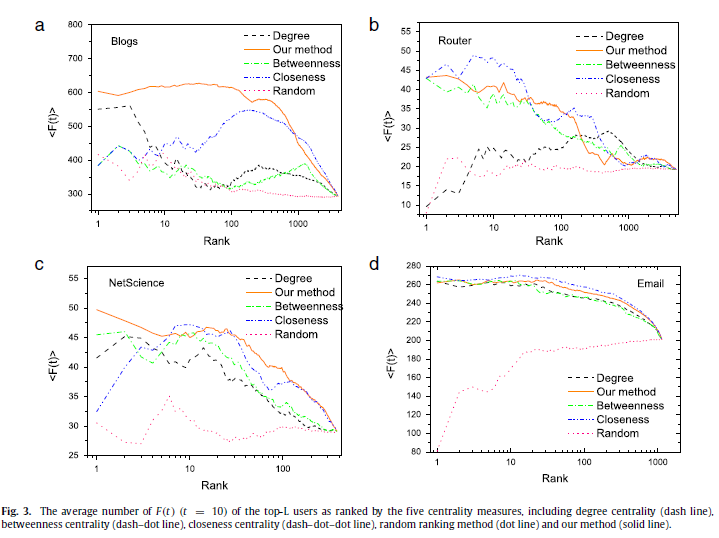 a
Blogs
Degree
Our method
Betweenness
Closeness
Random
800
700
600
500
400
300
<F(t)>
1
10
100
1000
Rank
b
Router
Degree
Our method
Betweenness
Closeness
Random
55
50
45
40
35
30
25
20
15
10
<F(t)>
1
10
100
1000
Rank
c
NetScience
Degree
Our method
Betweenness
Closeness
Random
55
50
45
40
35
30
25
<F(t)>
1
10
100
Rank
d
Email
280
260
240
220
200
180
160
140
120
100
80
<F(t)>
Degree
Our method
Betweenness
Closeness
Random
1
10
100
1000
Rank
Fig. 3. The average number of F(t) (t = 10) of the top-L users as ranked by the five centrality measures, including degree centrality (dash line),
betweenness centrality (dash–dot line), closeness centrality (dash–dot–dot line), random ranking method (dot line) and our method (solid line).